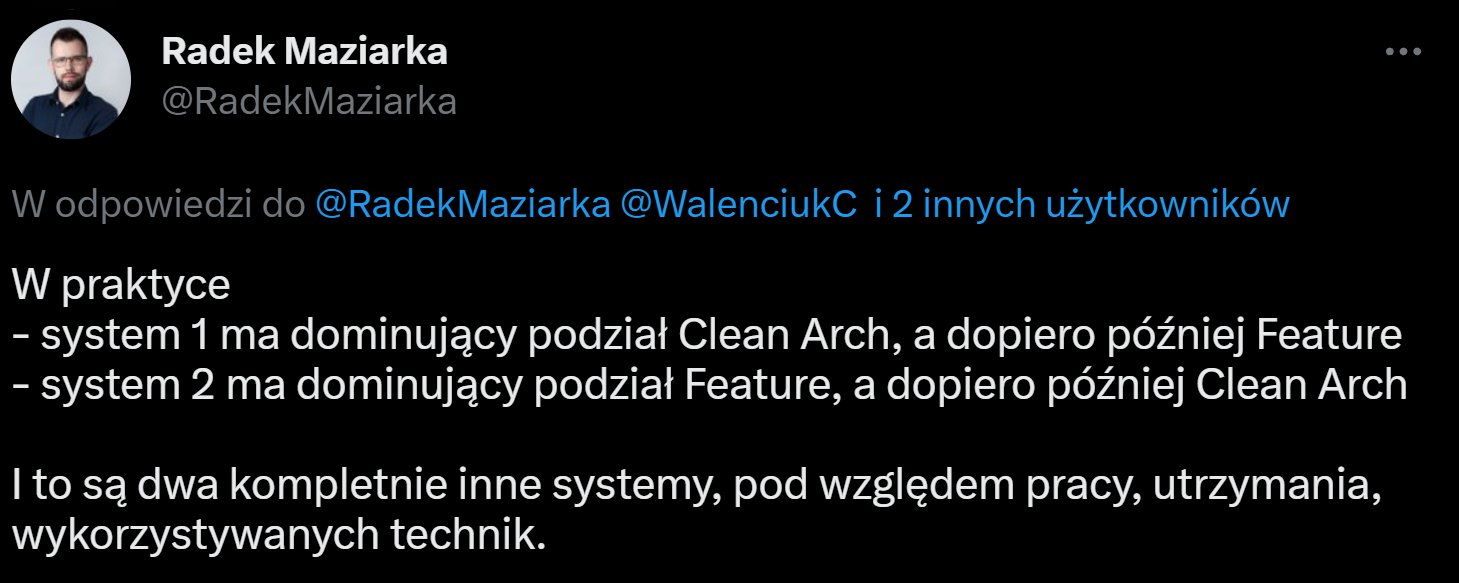 Radek Maziarka
@RadekMaziarka
W odpowiedzi do @RadekMaziarka @WalenciukC i 2 innych użytkowników
W praktyce
- system 1 ma dominujący podział Clean Arch, a dopiero później Feature
- system 2 ma dominujący podział Feature, a dopiero później Clean Arch
I to są dwa kompletnie inne systemy, pod względem pracy, utrzymania,
wykorzystywanych technik.